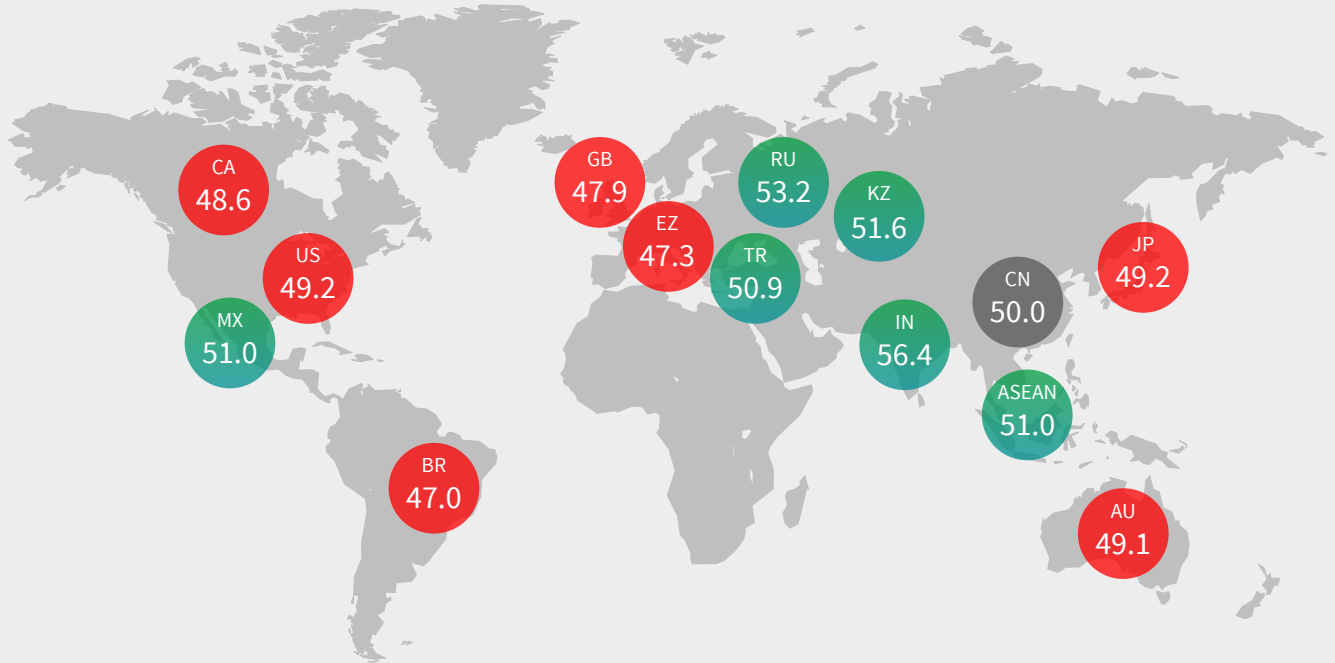 CA
48.6
US
49.2
MX
51.0
BR
47.0
GB
47.9
EZ
47.3
RU
53.2
TR
50.9
KZ
51.6
IN
56.4
CN
50.0
JP
49.2
ASEAN
51.0
AU
49.1